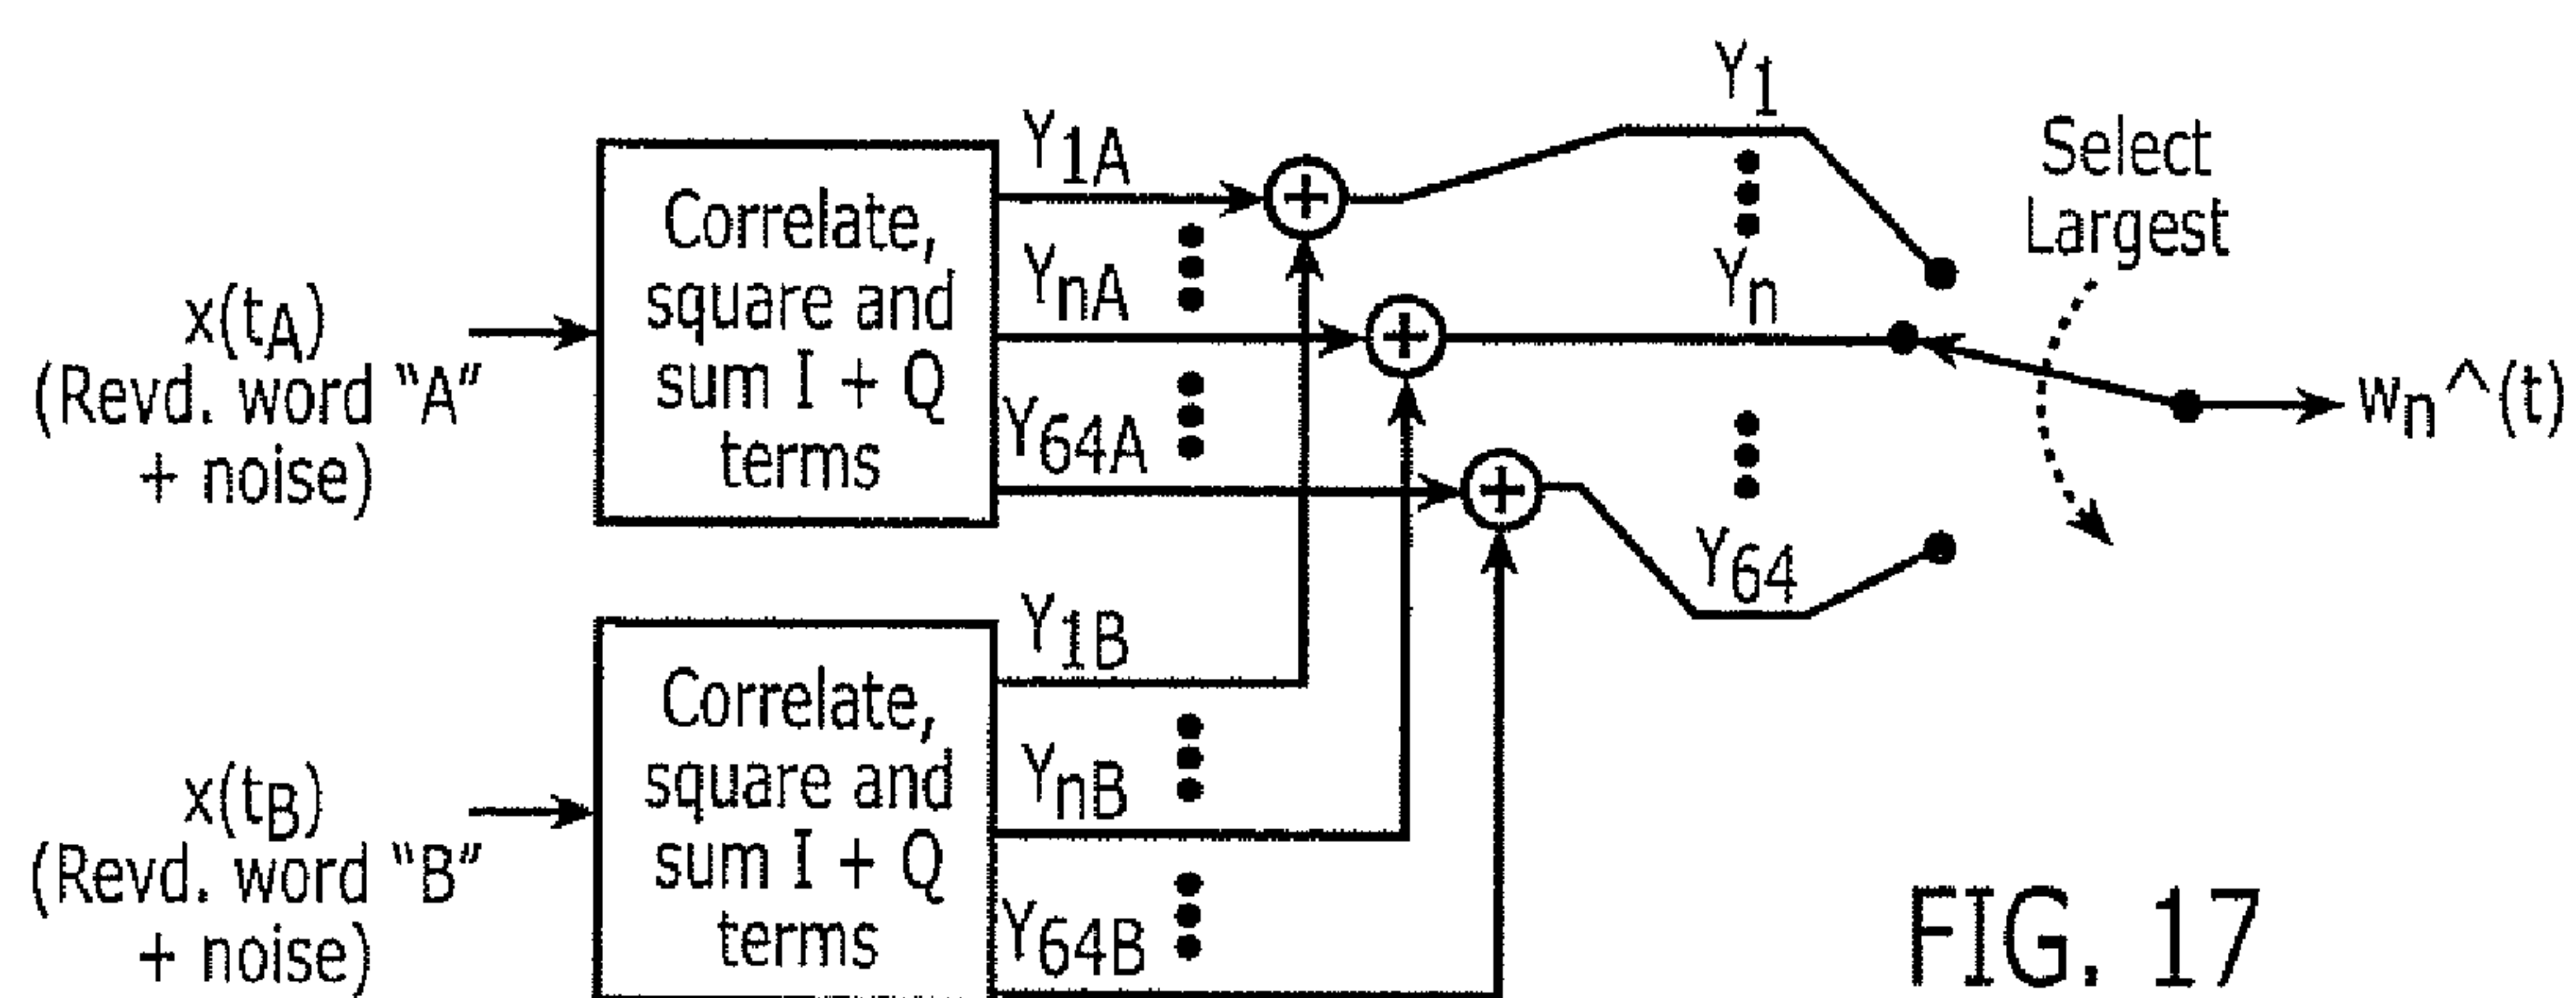 x(tA)
(Revd. word “A”
+ noise)
Correlate,
square and
sum I + Q
terms
Y1A
YnA
Y64A
+
+
+
Y1
Yn
Y64
Select
Largest
wn^(t)
x(tB)
(Revd. word “B”
+ noise)
Correlate,
square and
sum I + Q
terms
Y1B
YnB
Y64B
FIG. 17